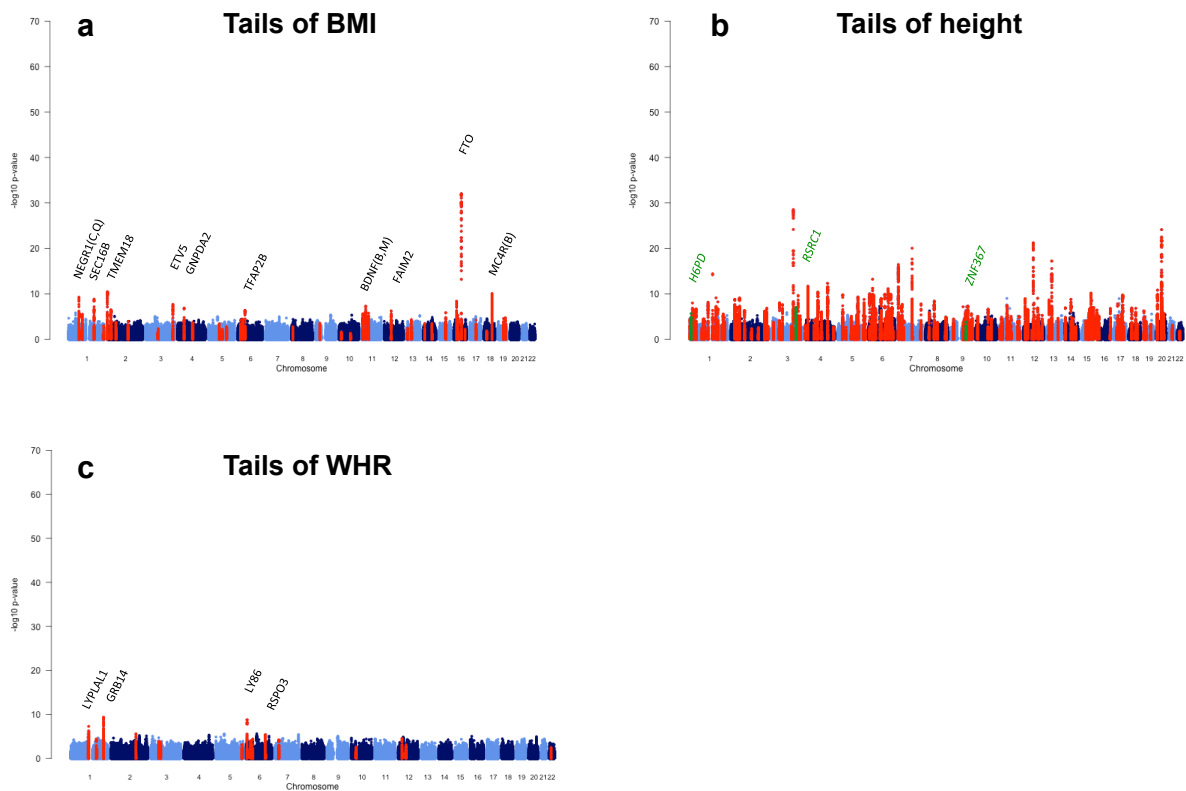 a
Tails of BMI
70
60
50
40
30
20
10
0
-log10 p-value
NEGR1(C,Q)
SEC16B
TMEM18
ETV5
GNPDA2
TFAP2B
BDNF(B,M)
FAIM2
FTO
MC4R(B)
1 2 3 4 5 6 7 8 9 10 11 12 13 14 15 16 17 18 19 20 21 22
Chromosome
b
Tails of height
70
60
50
40
30
20
10
0
-log10 p-value
H6PD
RSRC1
ZNF367
1 2 3 4 5 6 7 8 9 10 11 12 13 14 15 16 17 18 19 20 21 22
Chromosome
c
Tails of WHR
70
60
50
40
30
20
10
0
-log10 p-value
LYPLAL1
GRB14
LY86
RSPO3
1 2 3 4 5 6 7 8 9 10 11 12 13 14 15 16 17 18 19 20 21 22
Chromosome